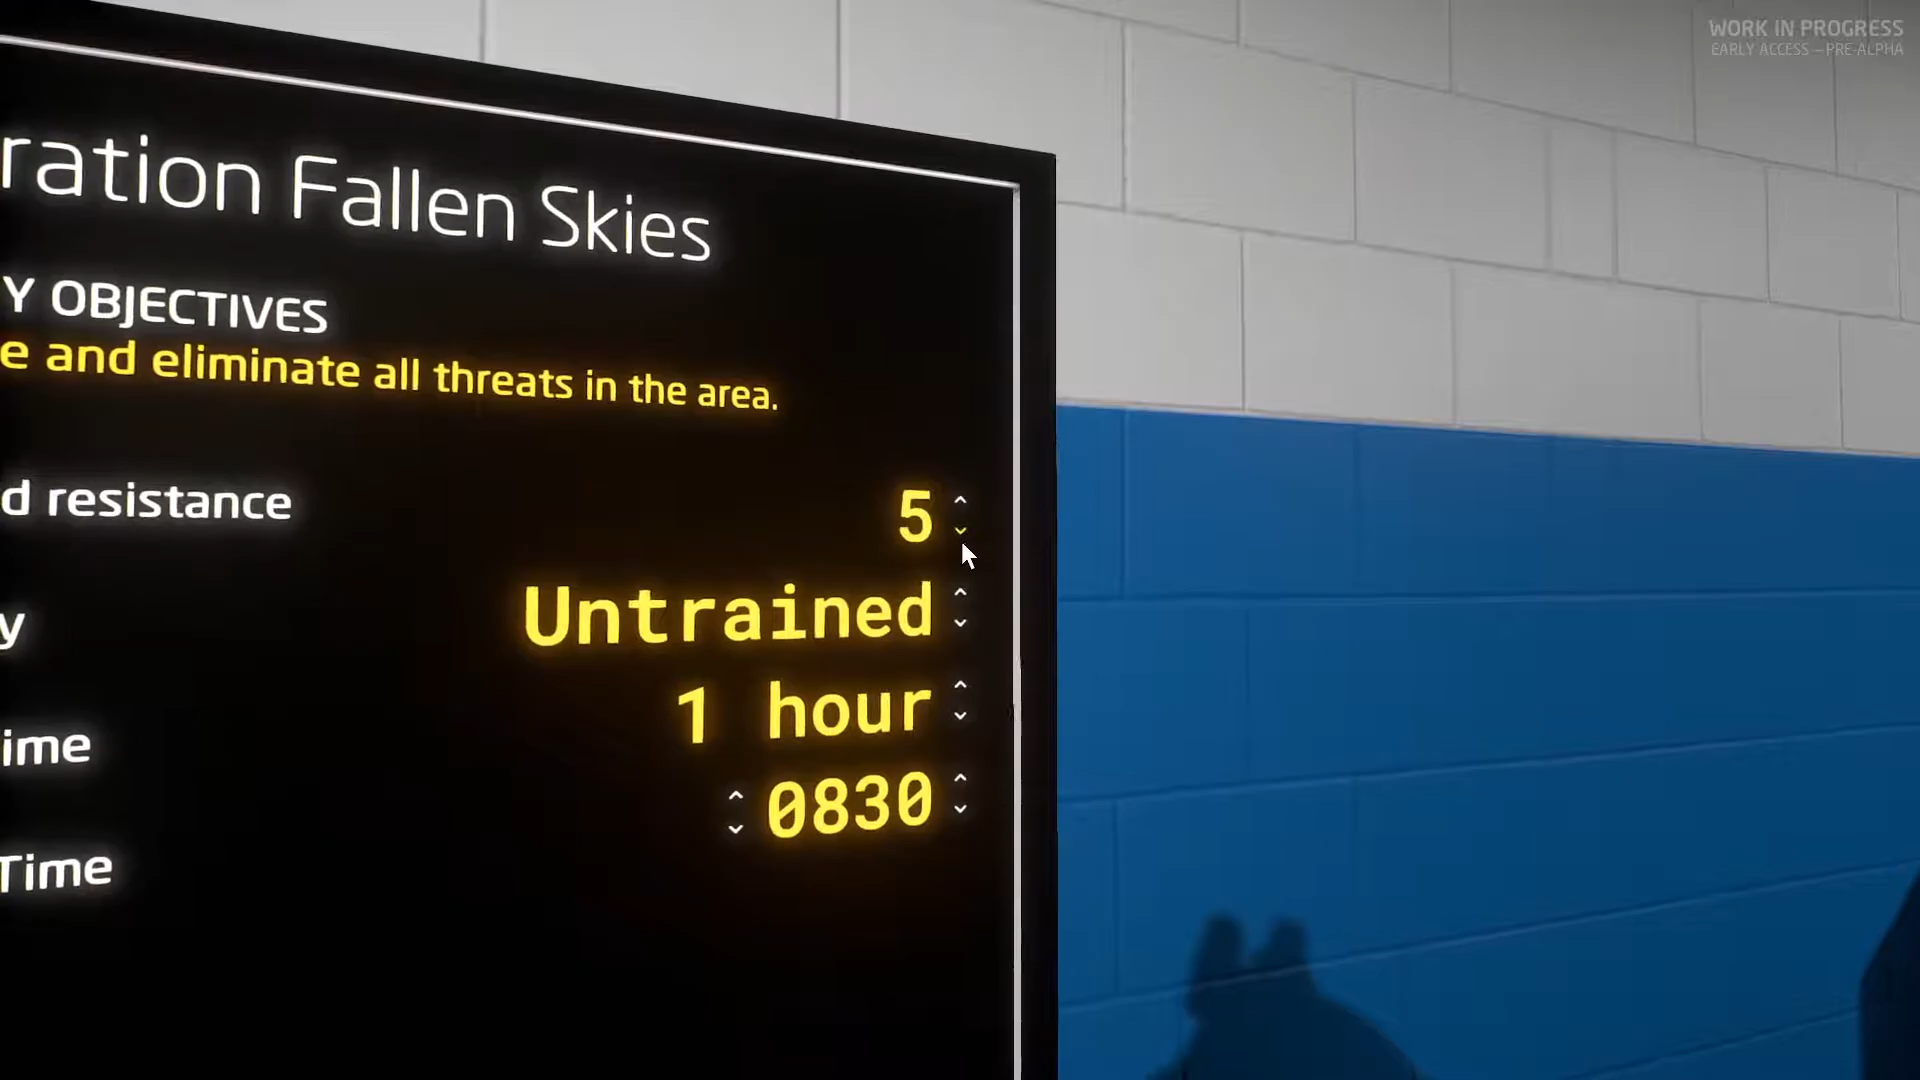 WORK IN PROGRESS
EARLY ACCESS – PRE-ALPHA
ration Fallen Skies
Y OBJECTIVES
e and eliminate all threats in the area.
d resistance
5
y
Untrained
ime
1 hour
Time
0830